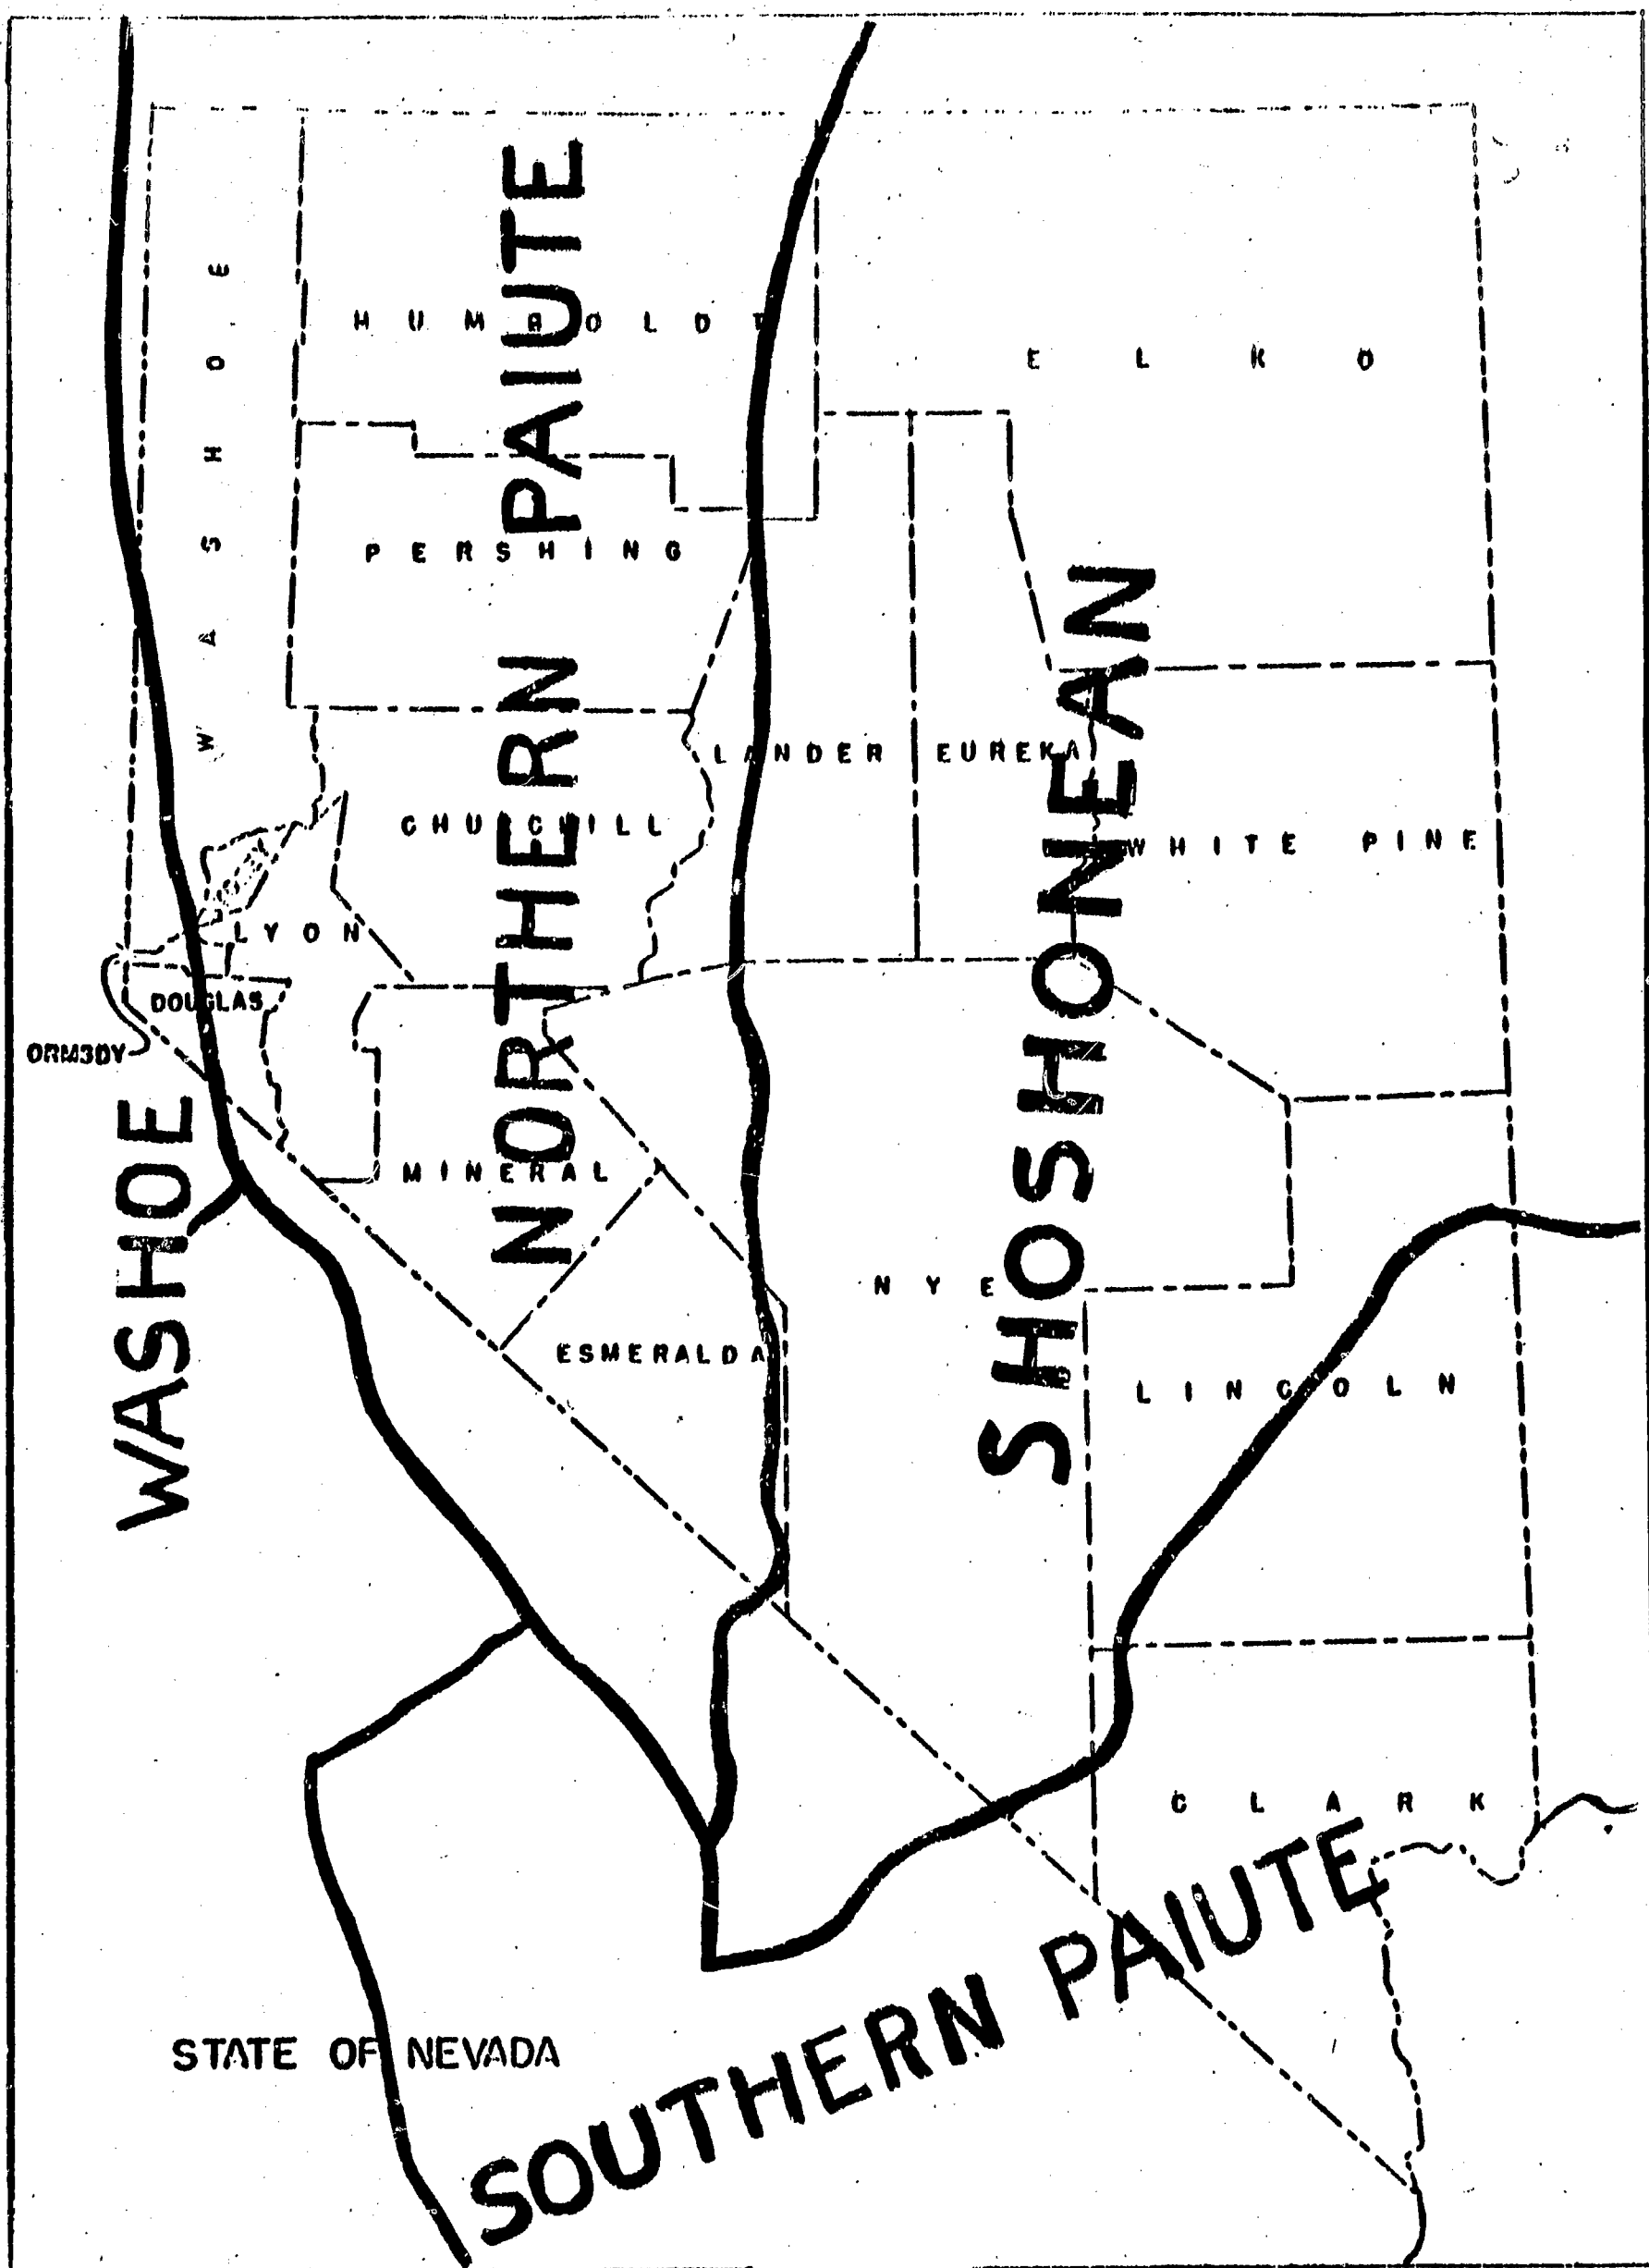 WASHOE
HUMBOLDT
ELKO
PERSHING
NORTHERN PAIUTE
LANDER
EUREKA
CHURCHILL
WHITE PINE
STOREY
LYON
DOUGLAS
ORMSBY
WASHOE
MINERAL
SHOSHONEAN
NYE
ESMERALDA
LINCOLN
CLARK
SOUTHERN PAIUTE
STATE OF NEVADA